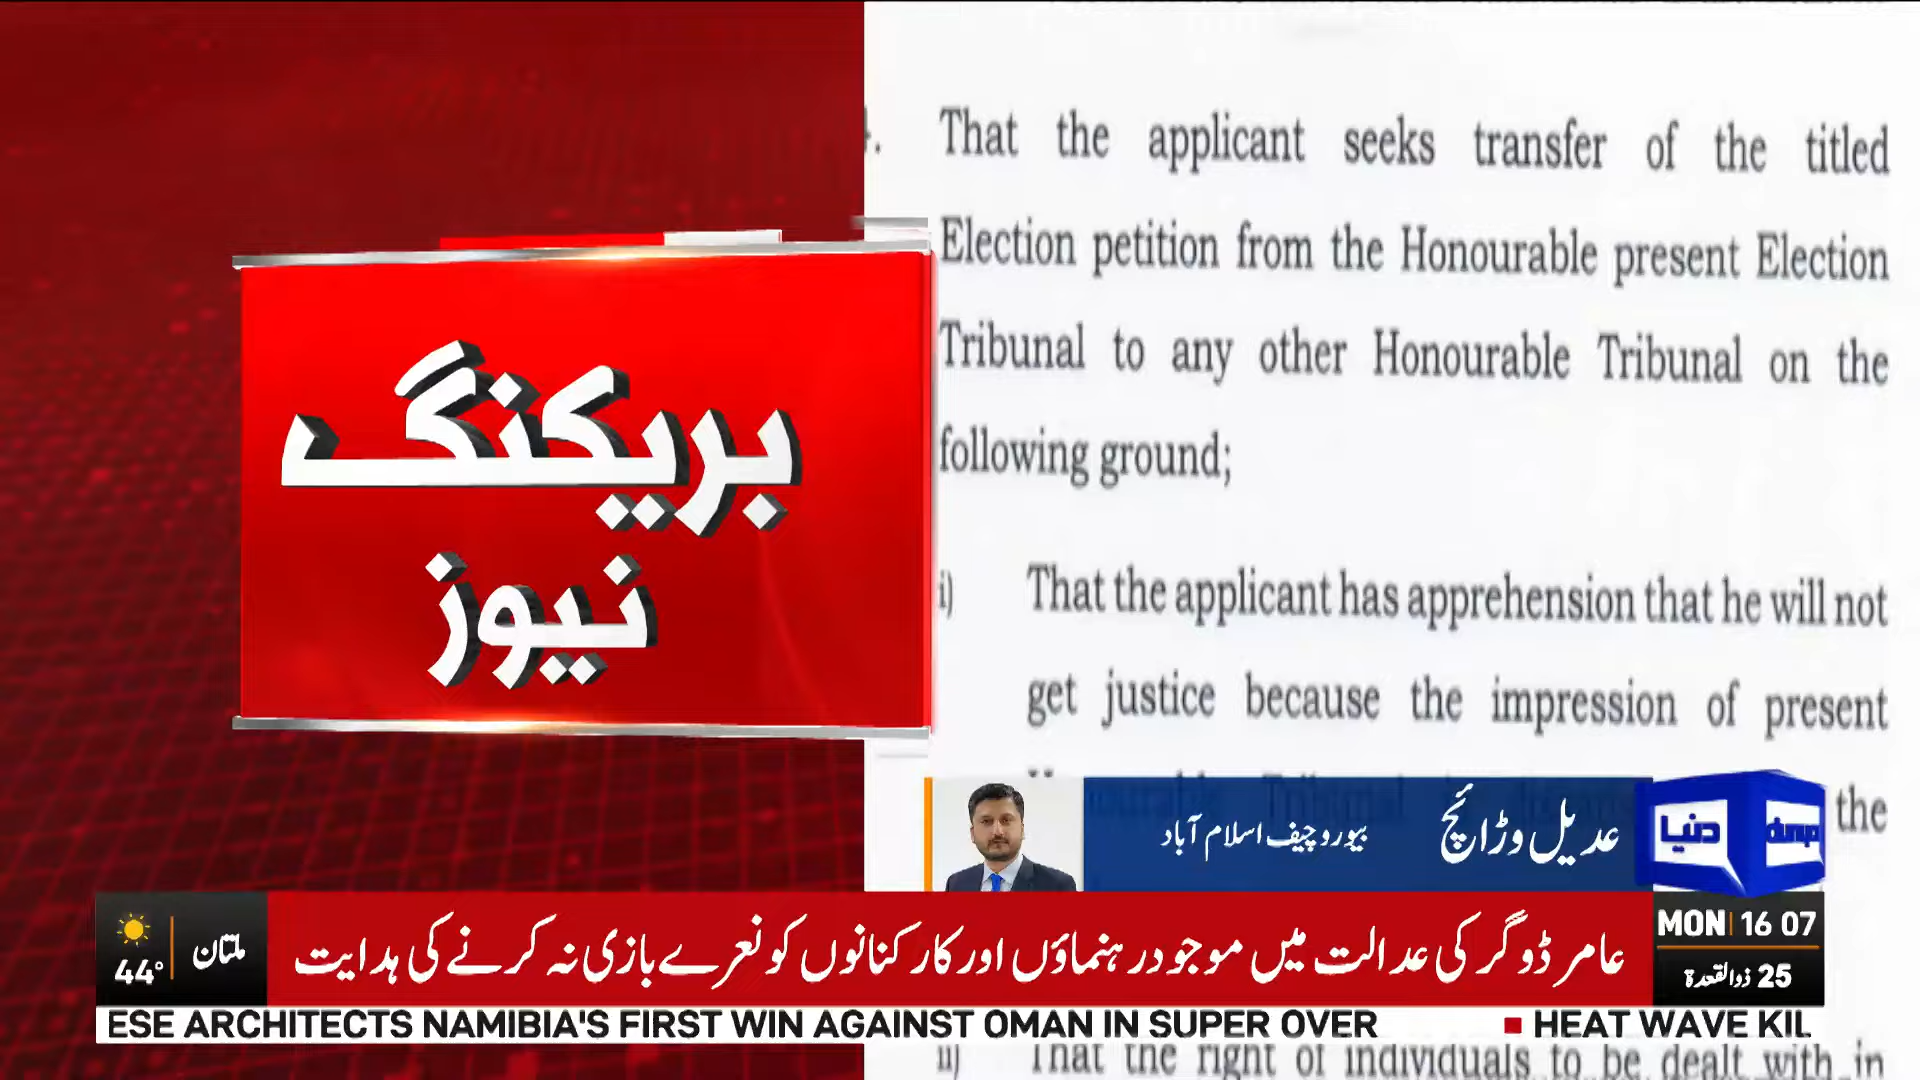 That the applicant seeks transfer of the titled
Election petition from the Honourable present Election
Tribunal to any other Honourable Tribunal on the
following ground;
i) That the applicant has apprehension that he will not
get justice because the impression of present
the
بریکنگ
نیوز
عدیل وڑائچ
بیورو چیف اسلام آباد
دنیا
عامر ڈوگر کی عدالت میں موجود رہنماؤں اور کارکنانوں کو نعرے بازی نہ کرنے کی ہدایت
ملتان
44°
MON 16 07
25 ذوالقعدۃ
ESE ARCHITECTS NAMIBIA'S FIRST WIN AGAINST OMAN IN SUPER OVER
HEAT WAVE KIL
ii) That the right of individuals to be dealt with in